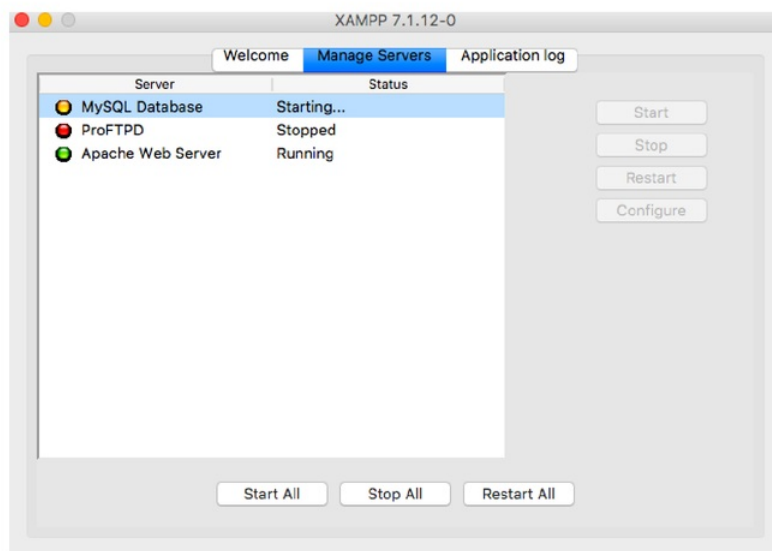 XAMPP 7.1.12-0
Welcome Manage Servers Application log
Server Status
MySQL Database Starting...
ProFTPD Stopped
Apache Web Server Running
Start
Stop
Restart
Configure
Start All Stop All Restart All